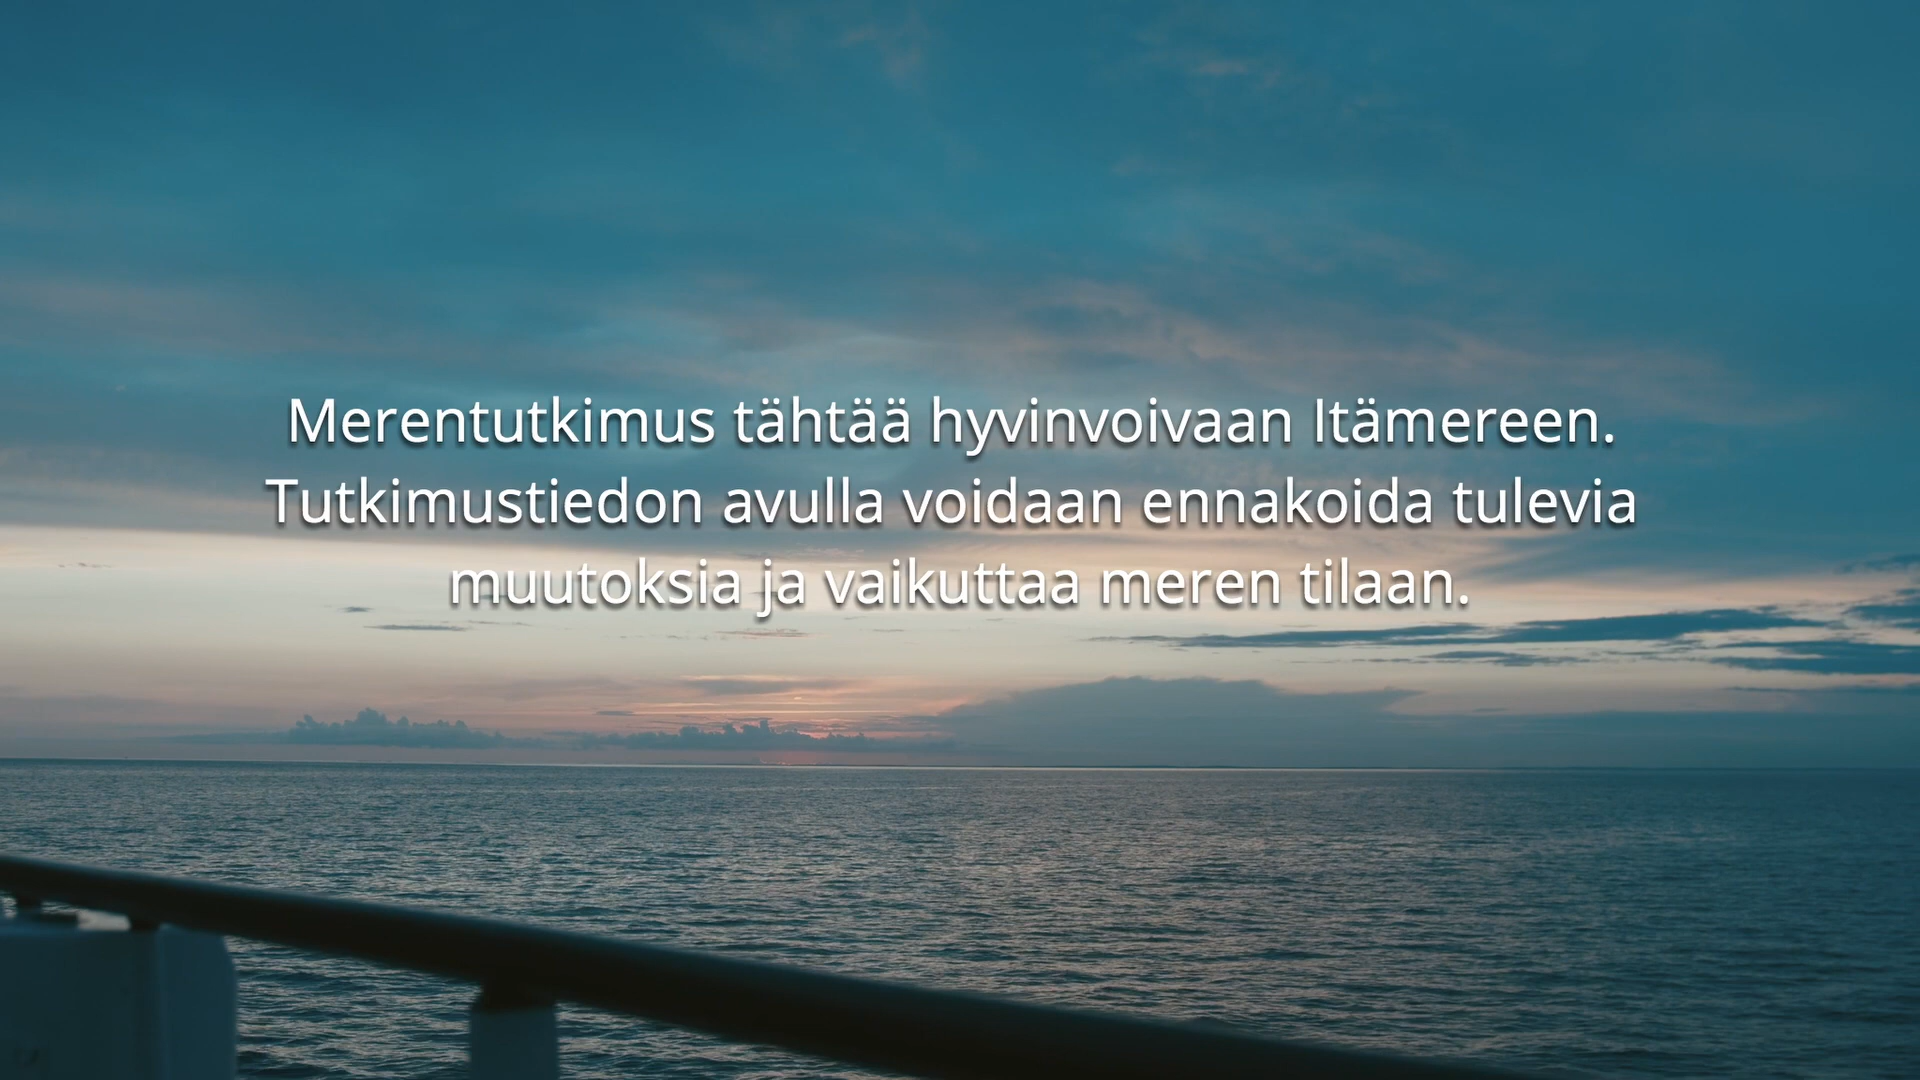 Merentutkimus tähtää hyvinvoivaan Itämereen.
Tutkimustiedon avulla voidaan ennakoida tulevia
muutoksia ja vaikuttaa meren tilaan.